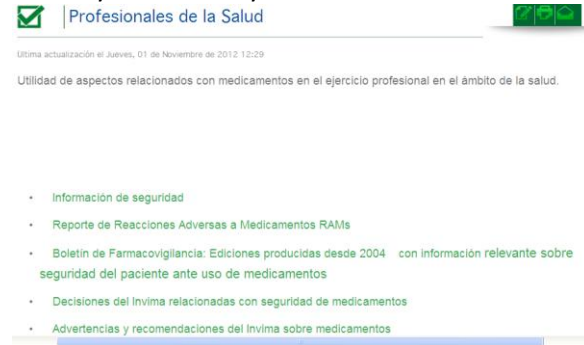 Profesionales de la Salud
Ultima actualización el Jueves, 01 de Noviembre de 2012 12:29
Utilidad de aspectos relacionados con medicamentos en el ejercicio profesional en el ámbito de la salud.
• Información de seguridad
• Reporte de Reacciones Adversas a Medicamentos RAMs
• Boletín de Farmacovigilancia: Ediciones producidas desde 2004 con información relevante sobre
seguridad del paciente ante uso de medicamentos
• Decisiones del Invima relacionadas con seguridad de medicamentos
• Advertencias y recomendaciones del Invima sobre medicamentos